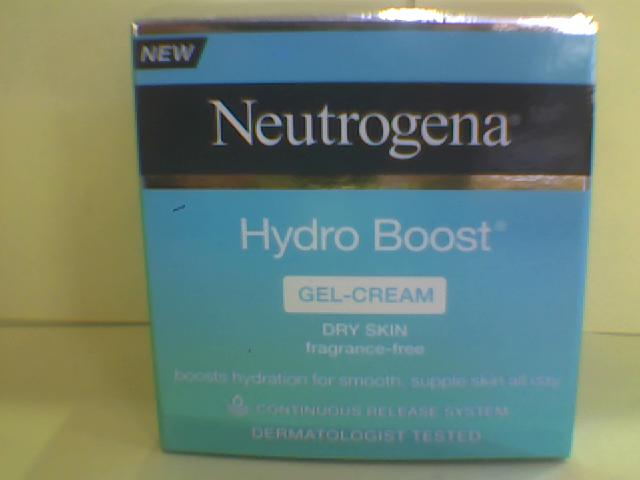 NEW
Neutrogena®
Hydro Boost®
GEL-CREAM
DRY SKIN
fragrance-free
boosts hydration for smooth, supple skin all day
CONTINUOUS RELEASE SYSTEM
DERMATOLOGIST TESTED